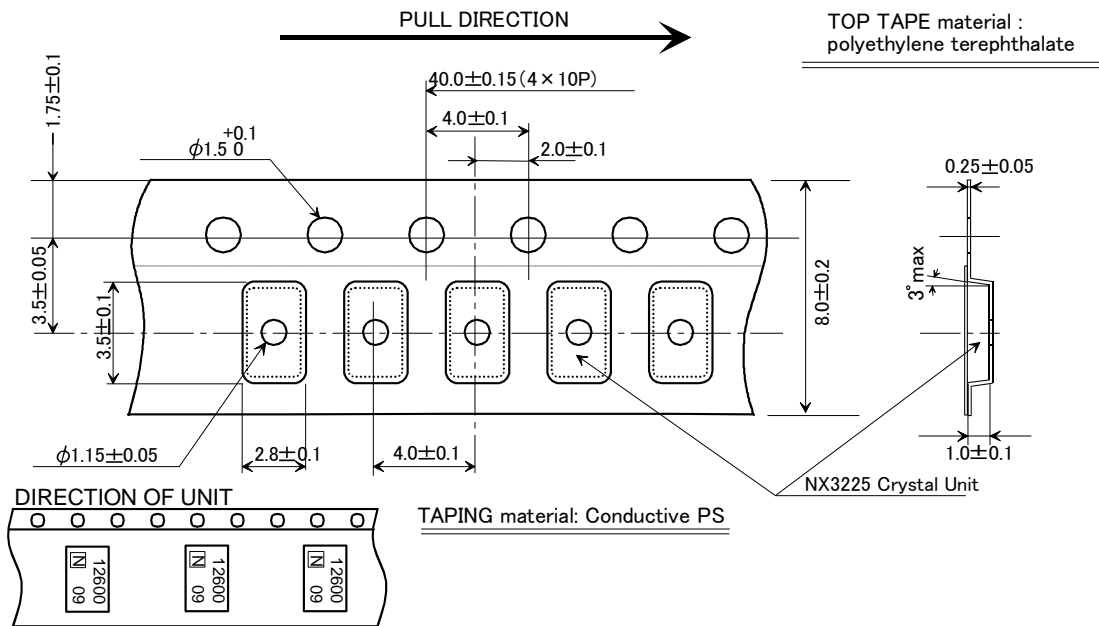 PULL DIRECTION
TOP TAPE material :
polyethylene terephthalate
1.75±0.1
40.0±0.15(4×10P)
4.0±0.1
+0.1
φ1.5 0
2.0±0.1
0.25±0.05
3.5±0.05
3.5±0.1
8.0±0.2
3°max
φ1.15±0.05
2.8±0.1
4.0±0.1
1.0±0.1
NX3225 Crystal Unit
DIRECTION OF UNIT
TAPING material: Conductive PS
12600
N 09
12600
N 09
12600
N 09